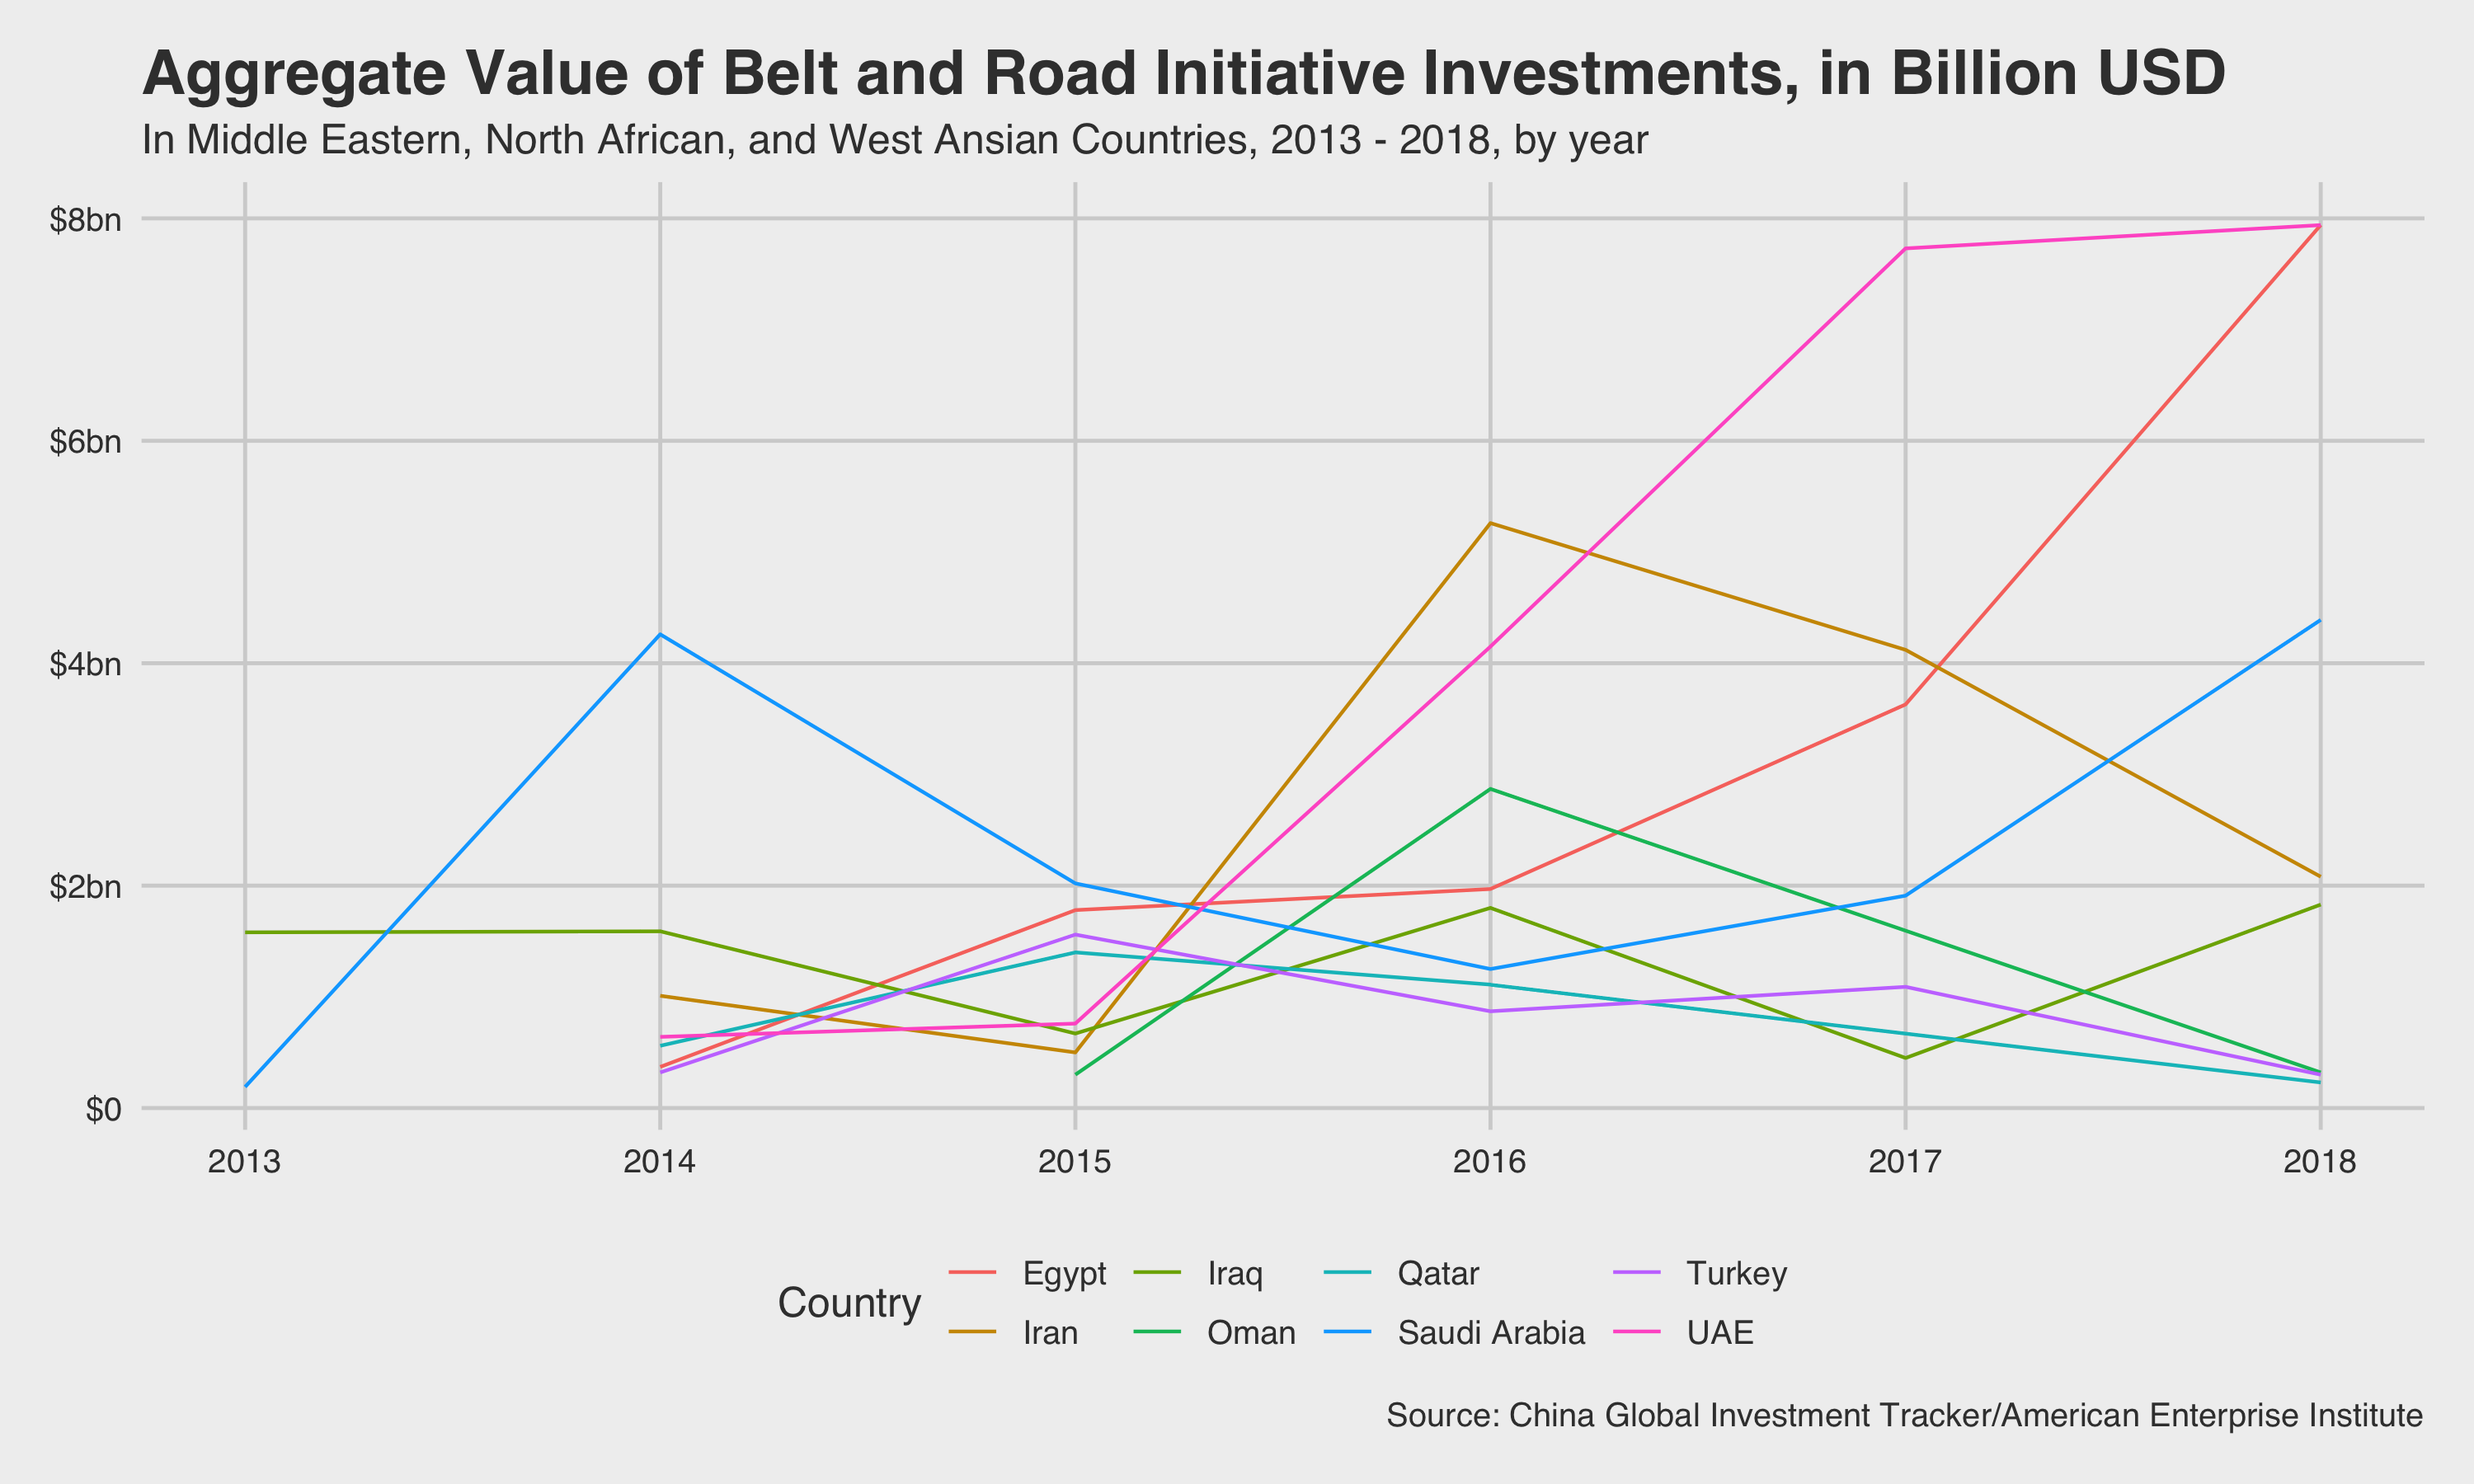 Aggregate Value of Belt and Road Initiative Investments, in Billion USD
In Middle Eastern, North African, and West Ansian Countries, 2013 - 2018, by year
$8bn
$6bn
$4bn
$2bn
$0
2013 2014 2015 2016 2017 2018
Country
Egypt Iraq Qatar Turkey
Iran Oman Saudi Arabia UAE
Source: China Global Investment Tracker/American Enterprise Institute